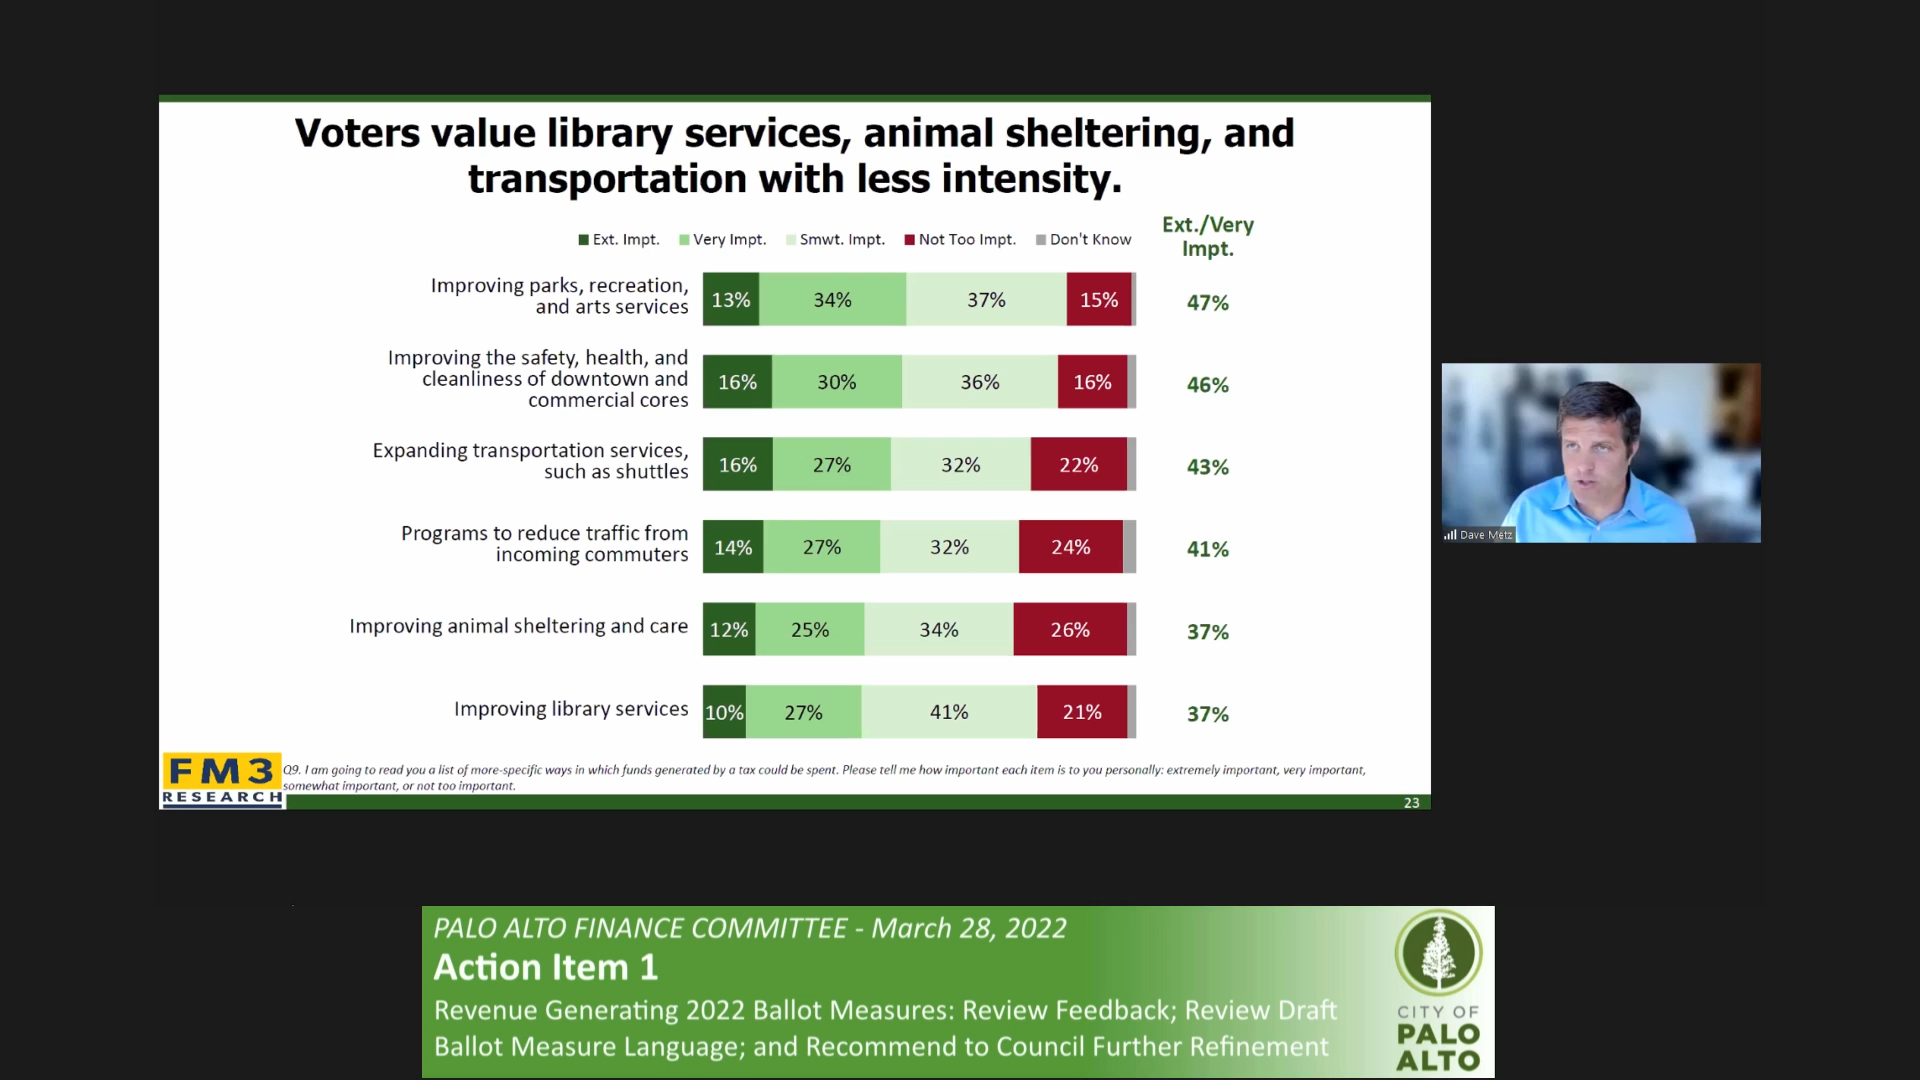 Voters value library services, animal sheltering, and
transportation with less intensity.
Ext. Impt. Very Impt. Smwt. Impt. Not Too Impt. Don't Know
Ext./Very
Impt.
Improving parks, recreation,
and arts services
13% 34% 37% 15% 47%
Improving the safety, health, and
cleanliness of downtown and
commercial cores
16% 30% 36% 16% 46%
Expanding transportation services,
such as shuttles
16% 27% 32% 22% 43%
Programs to reduce traffic from
incoming commuters
14% 27% 32% 24% 41%
Improving animal sheltering and care
12% 25% 34% 26% 37%
Improving library services
10% 27% 41% 21% 37%
FM3
RESEARCH
Q9. I am going to read you a list of more-specific ways in which funds generated by a tax could be spent. Please tell me how important each item is to you personally: extremely important, very important,
somewhat important, or not too important.
23
Dave Metz
PALO ALTO FINANCE COMMITTEE - March 28, 2022
Action Item 1
Revenue Generating 2022 Ballot Measures: Review Feedback; Review Draft
Ballot Measure Language; and Recommend to Council Further Refinement
CITY OF
PALO
ALTO